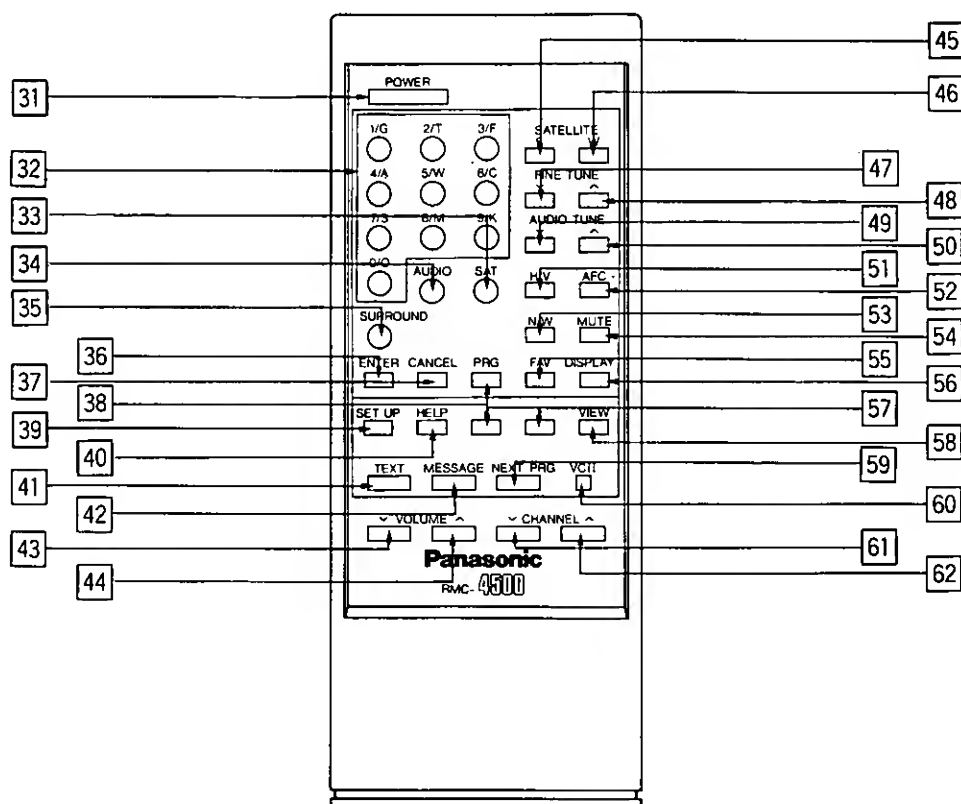 45
POWER
31
46
1/G 2/T 3/F SATELLITE
32
4/A 5/W 6/C FINE TUNE
47
33
48
7/S 8/M 9/K AUDIO TUNE
49
50
34
0/O AUDIO SAT H/V AFC
51
52
35
SURROUND N/W MUTE
53
54
36
ENTER CANCEL PRG FAV DISPLAY
55
37
56
38
57
39
SET UP HELP VIEW
40
58
41
TEXT MESSAGE NEXT PRG VCII
59
42
60
43
VOLUME CHANNEL
61
44
62
Panasonic
RMC-4500